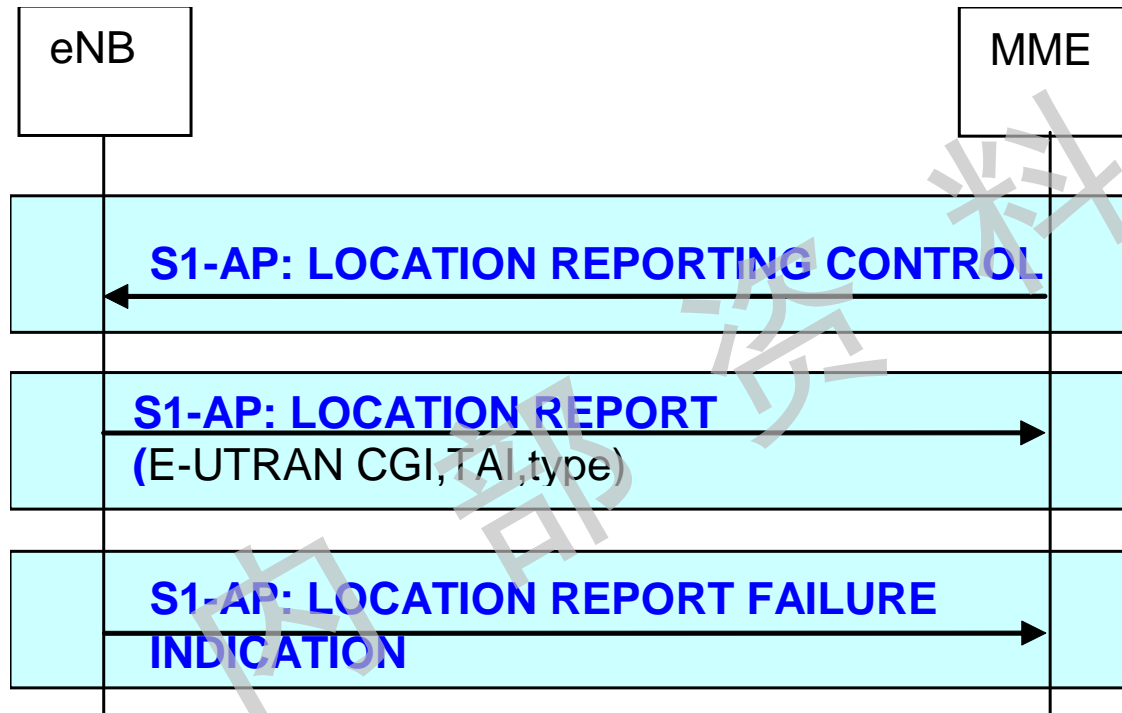 eNB
MME
S1-AP: LOCATION REPORTING CONTROL
S1-AP: LOCATION REPORT
(E-UTRAN CGI,TAI,type)
S1-AP: LOCATION REPORT FAILURE
INDICATION
内部资料